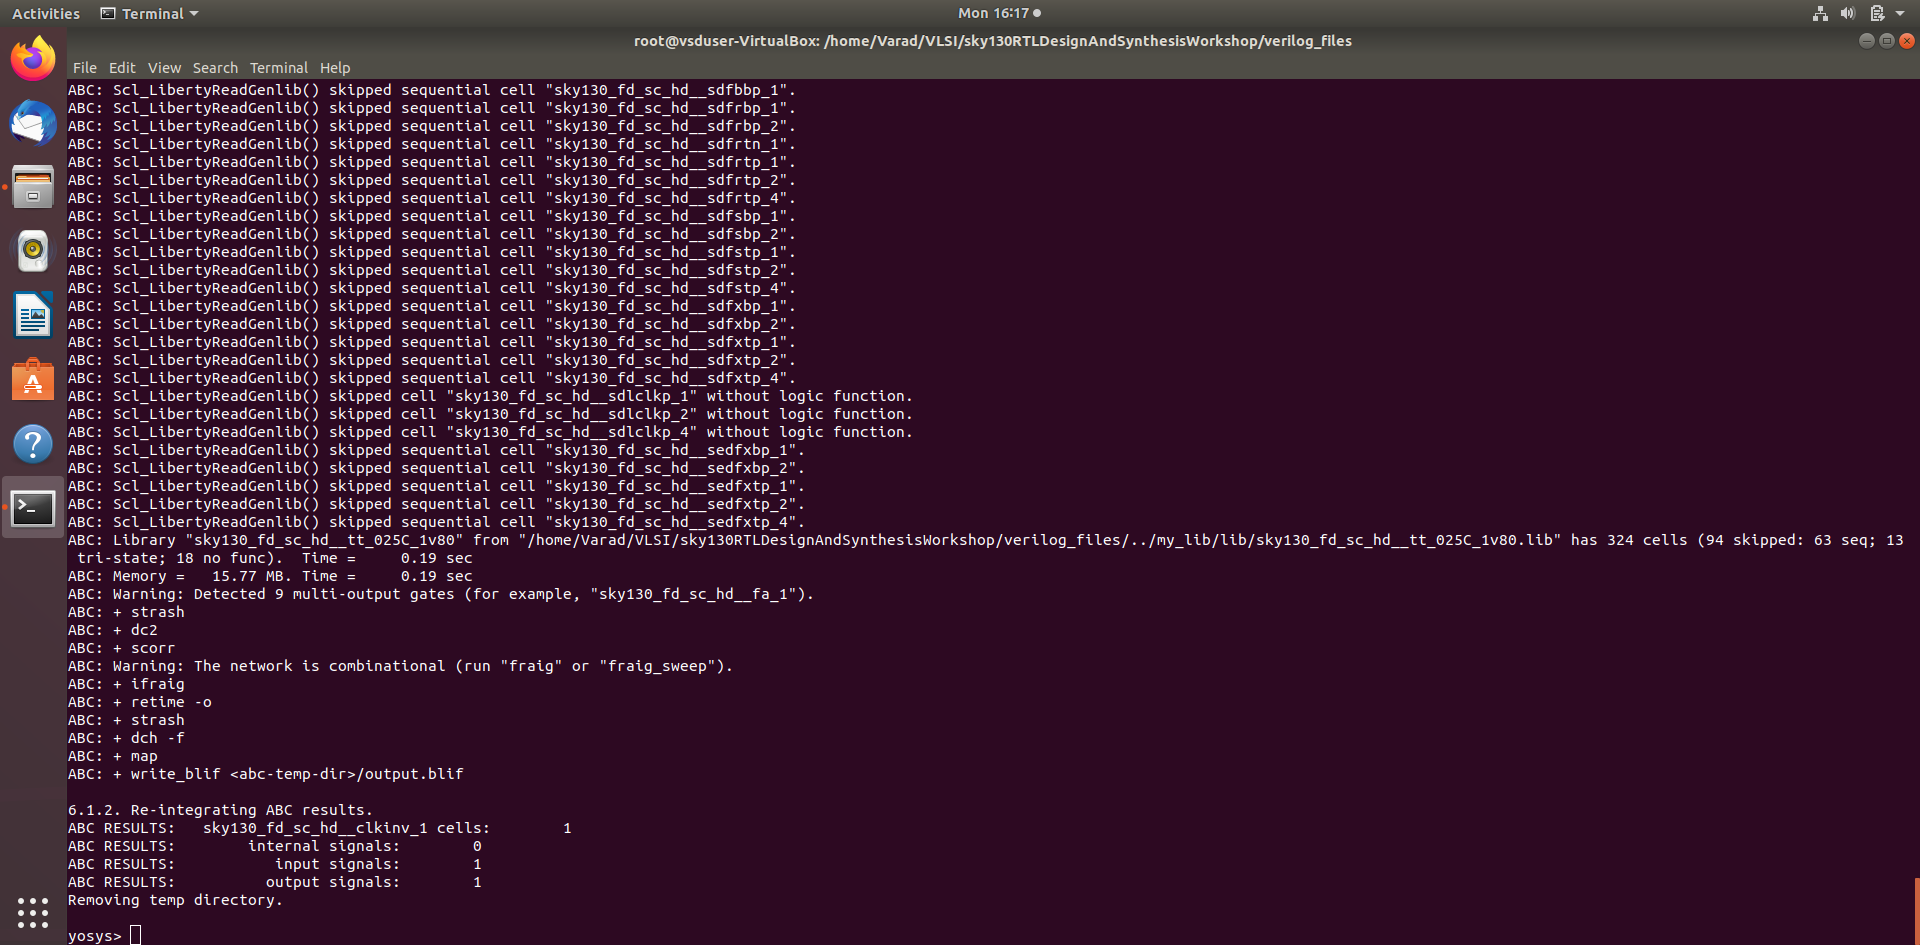 Activities Terminal Mon 16:17
root@vsduser-VirtualBox: /home/Varad/VLSI/sky130RTLDesignAndSynthesisWorkshop/verilog_files
File Edit View Search Terminal Help
ABC: Scl_LibertyReadGenlib() skipped sequential cell "sky130_fd_sc_hd__sdfbbp_1".
ABC: Scl_LibertyReadGenlib() skipped sequential cell "sky130_fd_sc_hd__sdfrbp_1".
ABC: Scl_LibertyReadGenlib() skipped sequential cell "sky130_fd_sc_hd__sdfrbp_2".
ABC: Scl_LibertyReadGenlib() skipped sequential cell "sky130_fd_sc_hd__sdfrtn_1".
ABC: Scl_LibertyReadGenlib() skipped sequential cell "sky130_fd_sc_hd__sdfrtp_1".
ABC: Scl_LibertyReadGenlib() skipped sequential cell "sky130_fd_sc_hd__sdfrtp_2".
ABC: Scl_LibertyReadGenlib() skipped sequential cell "sky130_fd_sc_hd__sdfrtp_4".
ABC: Scl_LibertyReadGenlib() skipped sequential cell "sky130_fd_sc_hd__sdfsbp_1".
ABC: Scl_LibertyReadGenlib() skipped sequential cell "sky130_fd_sc_hd__sdfsbp_2".
ABC: Scl_LibertyReadGenlib() skipped sequential cell "sky130_fd_sc_hd__sdfstp_1".
ABC: Scl_LibertyReadGenlib() skipped sequential cell "sky130_fd_sc_hd__sdfstp_2".
ABC: Scl_LibertyReadGenlib() skipped sequential cell "sky130_fd_sc_hd__sdfstp_4".
ABC: Scl_LibertyReadGenlib() skipped sequential cell "sky130_fd_sc_hd__sdfxbp_1".
ABC: Scl_LibertyReadGenlib() skipped sequential cell "sky130_fd_sc_hd__sdfxbp_2".
ABC: Scl_LibertyReadGenlib() skipped sequential cell "sky130_fd_sc_hd__sdfxtp_1".
ABC: Scl_LibertyReadGenlib() skipped sequential cell "sky130_fd_sc_hd__sdfxtp_2".
ABC: Scl_LibertyReadGenlib() skipped sequential cell "sky130_fd_sc_hd__sdfxtp_4".
ABC: Scl_LibertyReadGenlib() skipped cell "sky130_fd_sc_hd__sdlclkp_1" without logic function.
ABC: Scl_LibertyReadGenlib() skipped cell "sky130_fd_sc_hd__sdlclkp_2" without logic function.
ABC: Scl_LibertyReadGenlib() skipped cell "sky130_fd_sc_hd__sdlclkp_4" without logic function.
ABC: Scl_LibertyReadGenlib() skipped sequential cell "sky130_fd_sc_hd__sedfxbp_1".
ABC: Scl_LibertyReadGenlib() skipped sequential cell "sky130_fd_sc_hd__sedfxbp_2".
ABC: Scl_LibertyReadGenlib() skipped sequential cell "sky130_fd_sc_hd__sedfxtp_1".
ABC: Scl_LibertyReadGenlib() skipped sequential cell "sky130_fd_sc_hd__sedfxtp_2".
ABC: Scl_LibertyReadGenlib() skipped sequential cell "sky130_fd_sc_hd__sedfxtp_4".
ABC: Library "sky130_fd_sc_hd__tt_025C_1v80" from "/home/Varad/VLSI/sky130RTLDesignAndSynthesisWorkshop/verilog_files/../my_lib/lib/sky130_fd_sc_hd__tt_025C_1v80.lib" has 324 cells (94 skipped: 63 seq; 13
tri-state; 18 no func). Time = 0.19 sec
ABC: Memory = 15.77 MB. Time = 0.19 sec
ABC: Warning: Detected 9 multi-output gates (for example, "sky130_fd_sc_hd__fa_1").
ABC: + strash
ABC: + dc2
ABC: + scorr
ABC: Warning: The network is combinational (run "fraig" or "fraig_sweep").
ABC: + ifraig
ABC: + retime -o
ABC: + strash
ABC: + dch -f
ABC: + map
ABC: + write_blif <abc-temp-dir>/output.blif
6.1.2. Re-integrating ABC results.
ABC RESULTS: sky130_fd_sc_hd__clkinv_1 cells: 1
ABC RESULTS: internal signals: 0
ABC RESULTS: input signals: 1
ABC RESULTS: output signals: 1
Removing temp directory.
yosys>